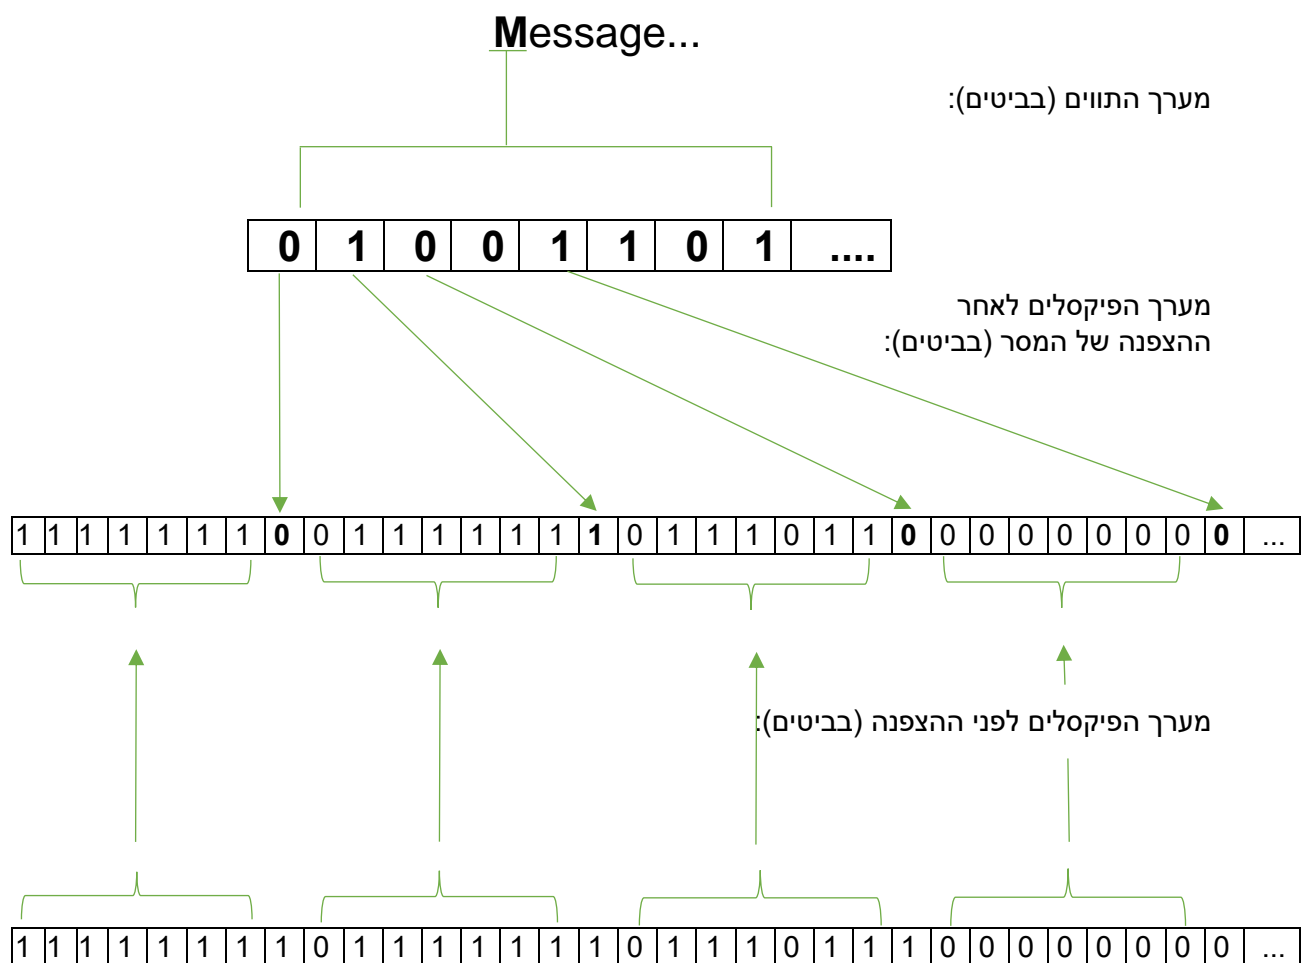 Message...
מערך התווים (בביטים):
0 1 0 0 1 1 0 1 ....
מערך הפיקסלים לאחר
ההצפנה של המסר (בביטים):
1 1 1 1 1 1 1 0 0 1 1 1 1 1 1 1 0 1 1 1 0 1 1 0 0 0 0 0 0 0 0 0 ...
מערך הפיקסלים לפני ההצפנה (בביטים):
1 1 1 1 1 1 1 1 0 1 1 1 1 1 1 1 0 1 1 1 0 1 1 1 0 0 0 0 0 0 0 0 ...